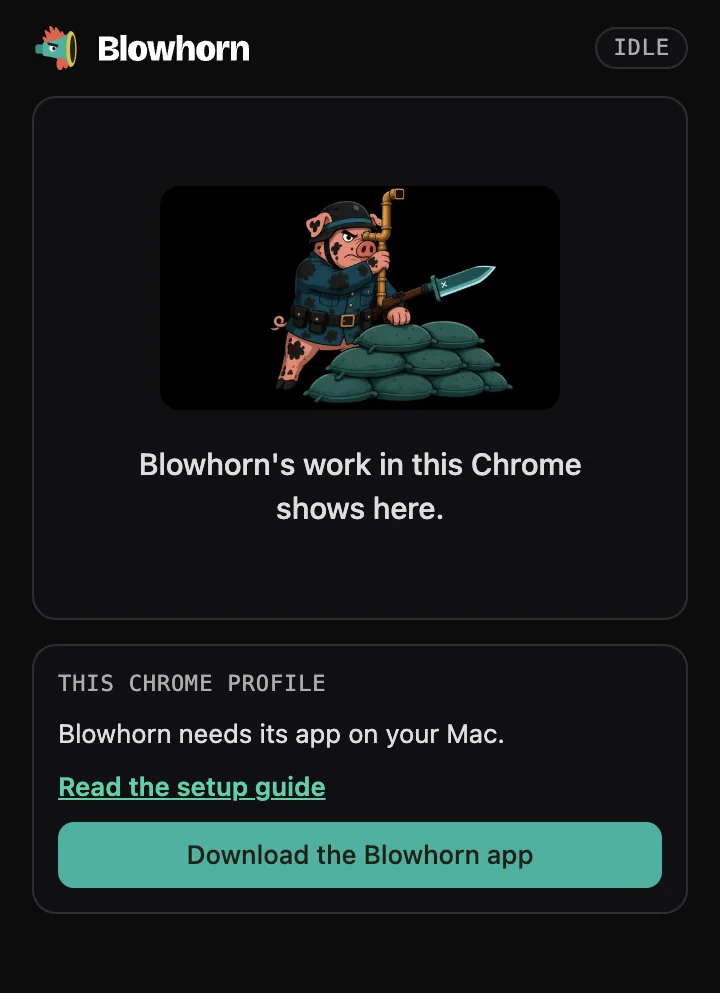 Blowhorn
IDLE
Blowhorn's work in this Chrome
shows here.
THIS CHROME PROFILE
Blowhorn needs its app on your Mac.
Read the setup guide
Download the Blowhorn app